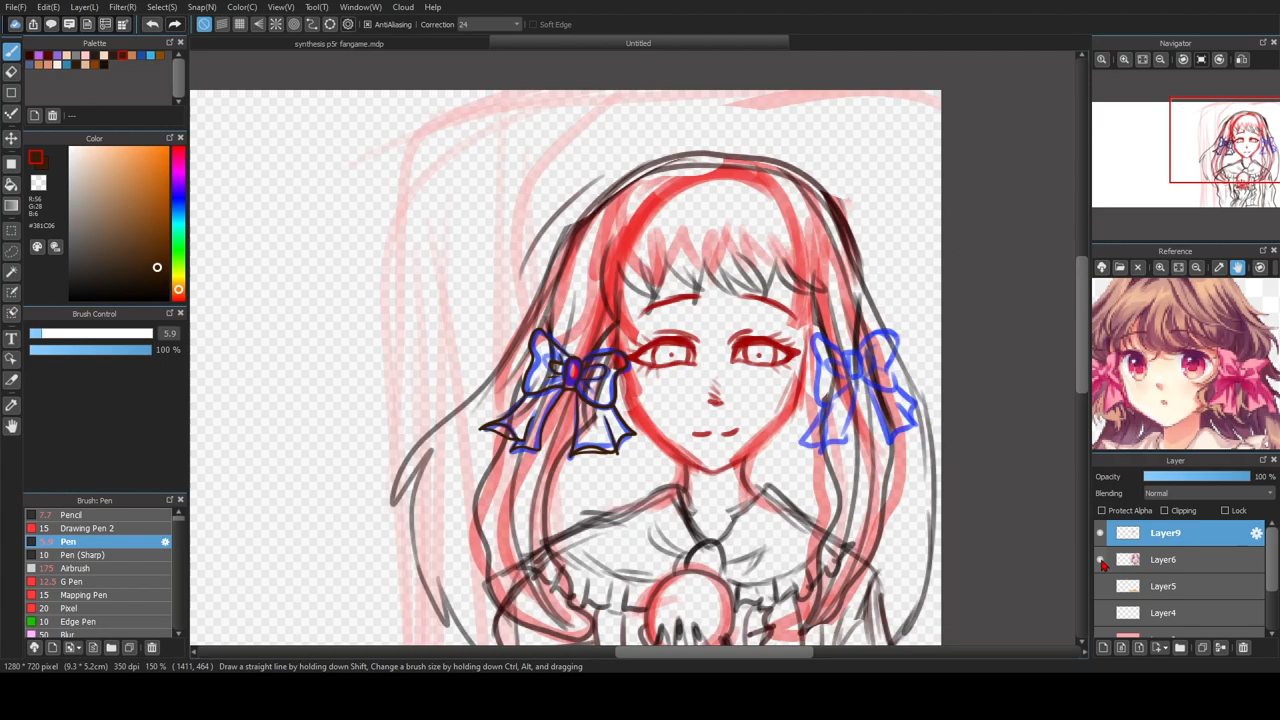 File(F) Edit Layer(L) Filter(R) Select(S) Color(C) Snap(N) View(V) Tool(T) Window(W) Cloud Help
AntiAliasing Correction 24 Soft Edge
Palette
synthesis p5r fangame.mdp Untitled
Navigator
---
Color
R:56
G:28
B:6
#381C06
Reference
Brush Control
5.9
100 %
Layer
Opacity 100 %
Blending Normal
Protect Alpha Clipping Lock
Brush: Pen
7.7 Pencil
15 Drawing Pen 2
5.9 Pen
10 Pen (Sharp)
175 Airbrush
12.5 G Pen
15 Mapping Pen
20 Pixel
10 Edge Pen
50 Blur
Layer9
Layer6
Layer5
Layer4
1280 * 720 pixel (9.3 * 5.2cm) 350 dpi 150 % (1411, 464) Draw a straight line by holding down Shift, Change a brush size by holding down Ctrl, Alt, and dragging